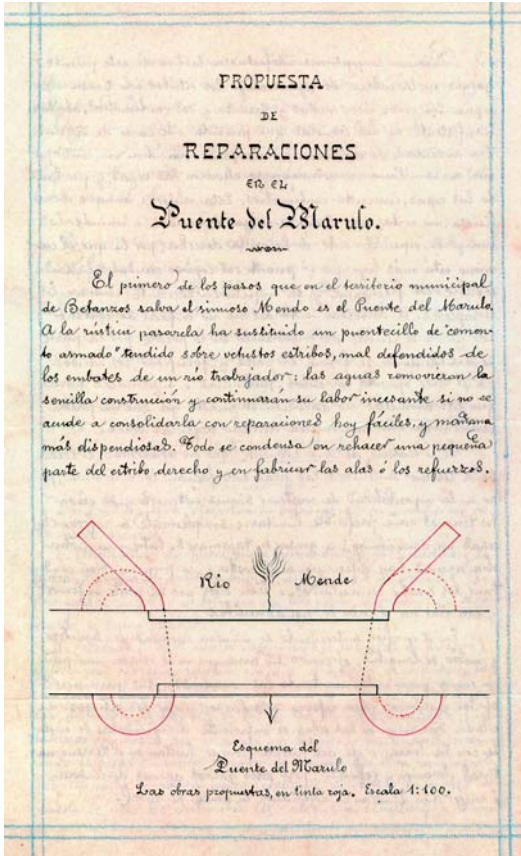 PROPUESTA
DE
REPARACIONES
EN EL
Puente del Marulo.
El primero de los pasos que en el territorio municipal
de Betanzos salva el sinuoso Mendo es el Puente del Marulo.
A la rústica pasarela ha sustituido un puentecillo de "cemen-
to armado" tendido sobre vetustos estribos, mal defendidos de
los embates de un río trabajador: las aguas removieron la
sencilla construcción y continuarán su labor incesante si no se
acude a consolidarla con reparaciones hoy fáciles, y mañana
más dispendiosas. Todo se condensa en rehacer una pequeña
parte del estribo derecho y en fabricar las alas ó los refuerzos.
Río Mende
Esquema del
Puente del Marulo
Las obras propuestas, en tinta roja. Escala 1:100.